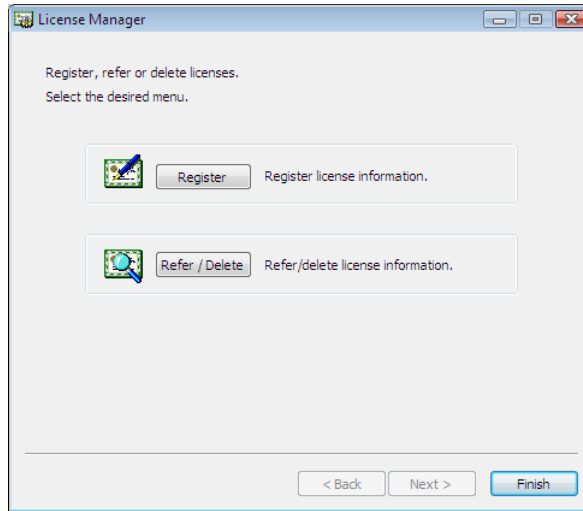 License Manager
Register, refer or delete licenses.
Select the desired menu.
Register
Register license information.
Refer / Delete
Refer/delete license information.
< Back
Next >
Finish